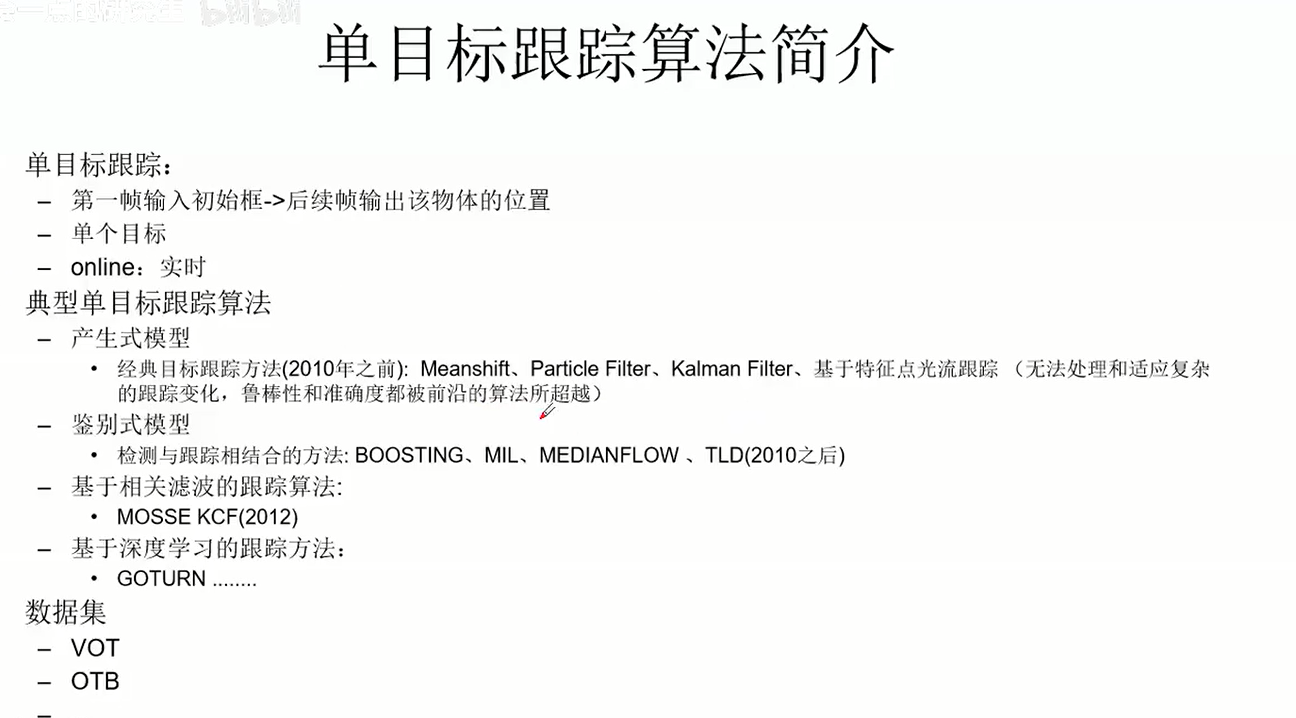 bilibili
单目标跟踪算法简介
单目标跟踪：
– 第一帧输入初始框->后续帧输出该物体的位置
– 单个目标
– online：实时
典型单目标跟踪算法
– 产生式模型
• 经典目标跟踪方法(2010年之前): Meanshift、Particle Filter、Kalman Filter、基于特征点光流跟踪 （无法处理和适应复杂
的跟踪变化，鲁棒性和准确度都被前沿的算法所超越）
– 鉴别式模型
• 检测与跟踪相结合的方法: BOOSTING、MIL、MEDIANFLOW 、TLD(2010之后)
– 基于相关滤波的跟踪算法:
• MOSSE KCF(2012)
– 基于深度学习的跟踪方法：
• GOTURN ........
数据集
– VOT
– OTB
–